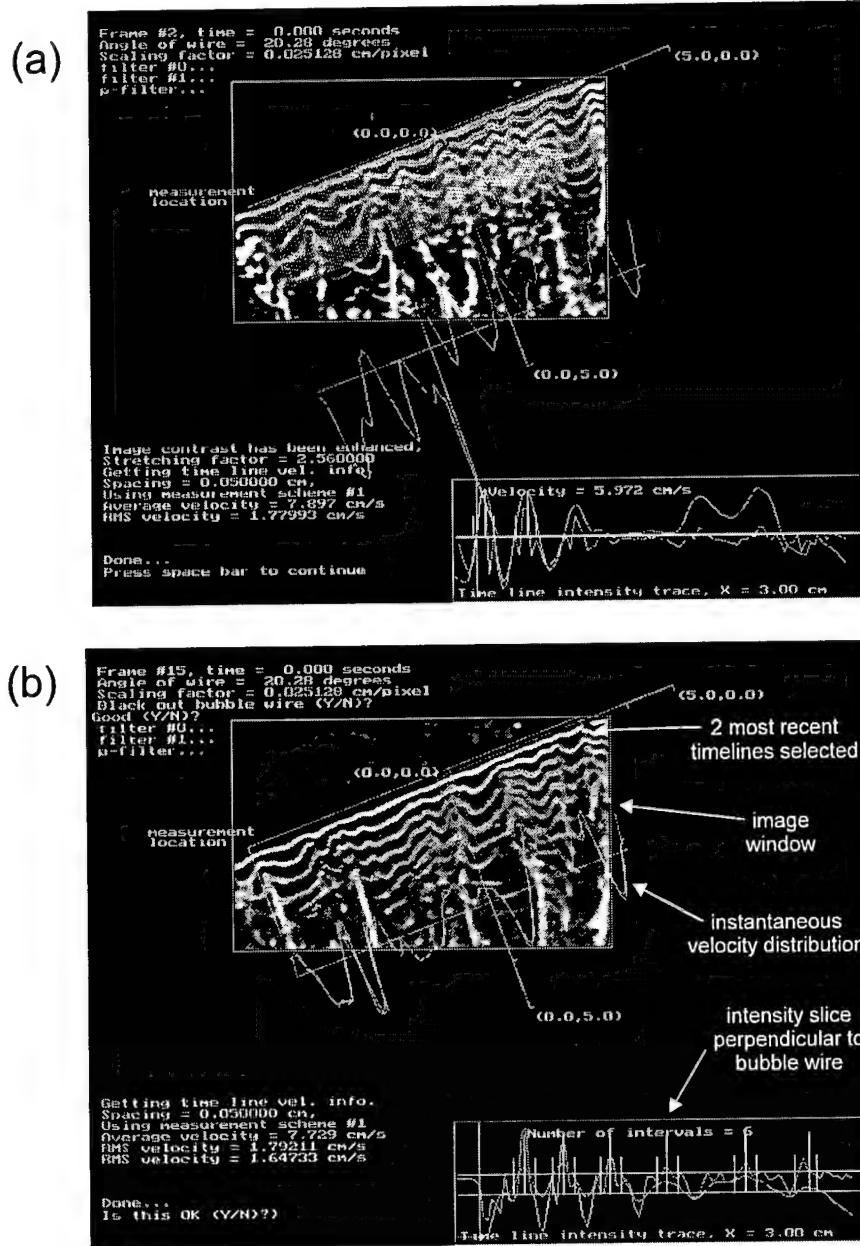 (a)
Frame #2, time =   0.000 seconds
Angle of wire =  20.28 degrees
Scaling factor = 0.025128 cm/pixel
filter #0...
filter #1...
p-filter...
(5.0,0.0)
(0.0,0.0)
measurement
location
(0.0,5.0)
Image contrast has been enhanced,
Stretching factor = 2.560000
Getting time line vel. info.
Spacing = 0.050000 cm,
Using measurement scheme #1
Average velocity = 7.897 cm/s
RMS velocity = 1.77993 cm/s
Velocity = 5.972 cm/s
Done...
Press space bar to continue
Time line intensity trace, X = 3.00 cm
(b)
Frame #15, time =   0.000 seconds
Angle of wire =  20.28 degrees
Scaling factor = 0.025128 cm/pixel
Black out bubble wire (Y/N)?
Good (Y/N)?
filter #0...
filter #1...
p-filter...
(5.0,0.0)
2 most recent
timelines selected
(0.0,0.0)
measurement
location
image
window
instantaneous
velocity distribution
(0.0,5.0)
intensity slice
perpendicular to
bubble wire
Getting time line vel. info.
Spacing = 0.050000 cm,
Using measurement scheme #1
Average velocity = 7.729 cm/s
RMS velocity = 1.79211 cm/s
RMS velocity = 1.64733 cm/s
Number of intervals = 6
Done...
Is this OK (Y/N)?)
Time line intensity trace, X = 3.00 cm